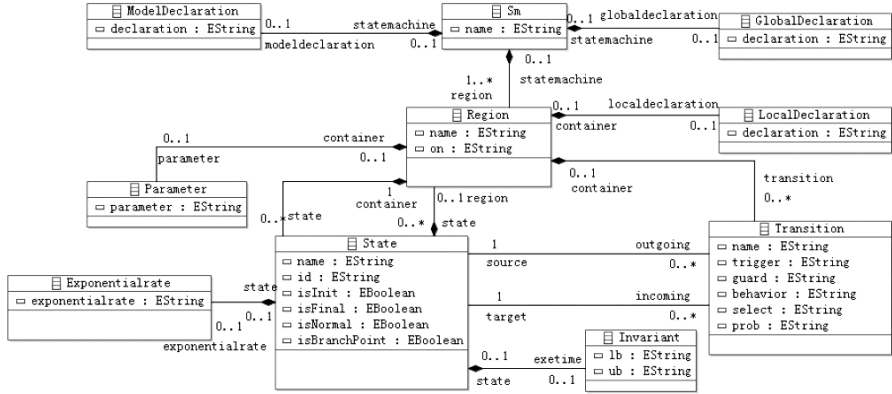 ModelDeclaration
declaration : EString
0..1
statemachine
modeldeclaration
0..1
Sm
name : EString
0..1
globaldeclaration
statemachine
0..1
GlobalDeclaration
declaration : EString
0..1
statemachine
1..*
region
Region
name : EString
on : EString
0..1
localdeclaration
container
0..1
LocalDeclaration
declaration : EString
0..1
container
parameter
0..1
Parameter
parameter : EString
0..1
container
transition
0..*
1
container
0..*
state
0..1
region
0..*
state
State
name : EString
id : EString
isInit : EBoolean
isFinal : EBoolean
isNormal : EBoolean
isBranchPoint : EBoolean
1
outgoing
source
0..*
1
incoming
target
0..*
Transition
name : EString
trigger : EString
guard : EString
behavior : EString
select : EString
prob : EString
Exponentialrate
exponentialrate : EString
state
0..1
0..1
exponentialrate
0..1
exetime
state
0..1
Invariant
lb : EString
ub : EString